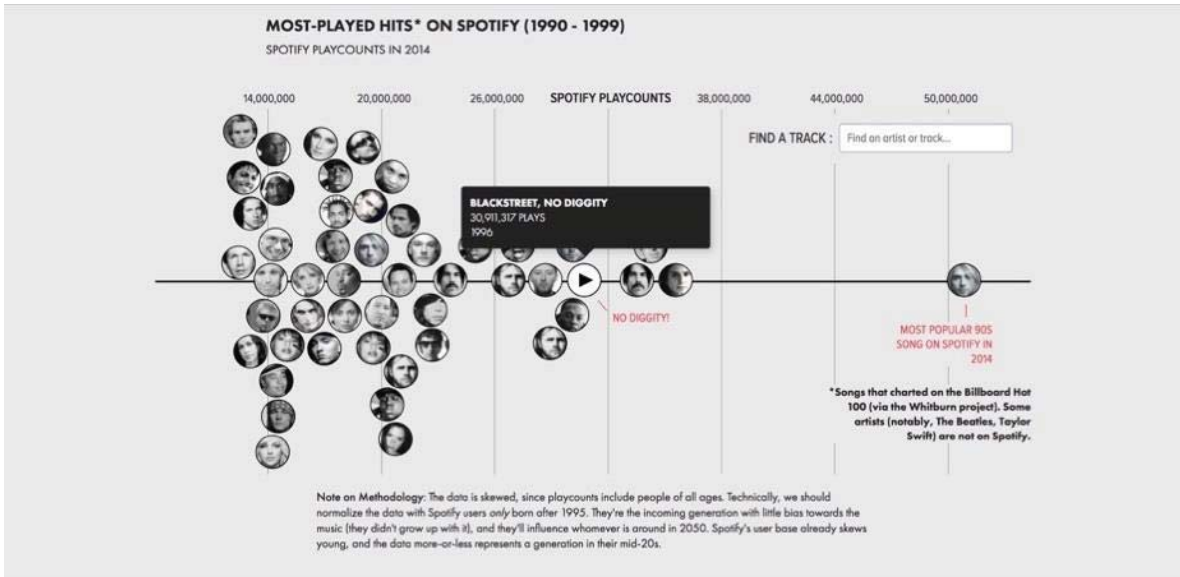 MOST-PLAYED HITS* ON SPOTIFY (1990 - 1999)
SPOTIFY PLAYCOUNTS IN 2014
14,000,000 20,000,000 26,000,000 SPOTIFY PLAYCOUNTS 38,000,000 44,000,000 50,000,000
FIND A TRACK : Find an artist or track...
BLACKSTREET, NO DIGGITY
30,911,317 PLAYS
1996
NO DIGGITY!
MOST POPULAR 90S
SONG ON SPOTIFY IN
2014
*Songs that charted on the Billboard Hot
100 (via the Whitburn project). Some
artists (notably, The Beatles, Taylor
Swift) are not on Spotify.
Note on Methodology: The data is skewed, since playcounts include people of all ages. Technically, we should
normalize the data with Spotify users only born after 1995. They're the incoming generation with little bias towards the
music (they didn't grow up with it), and they'll influence whomever is around in 2050. Spotify's user base already skews
young, and the data more-or-less represents a generation in their mid-20s.